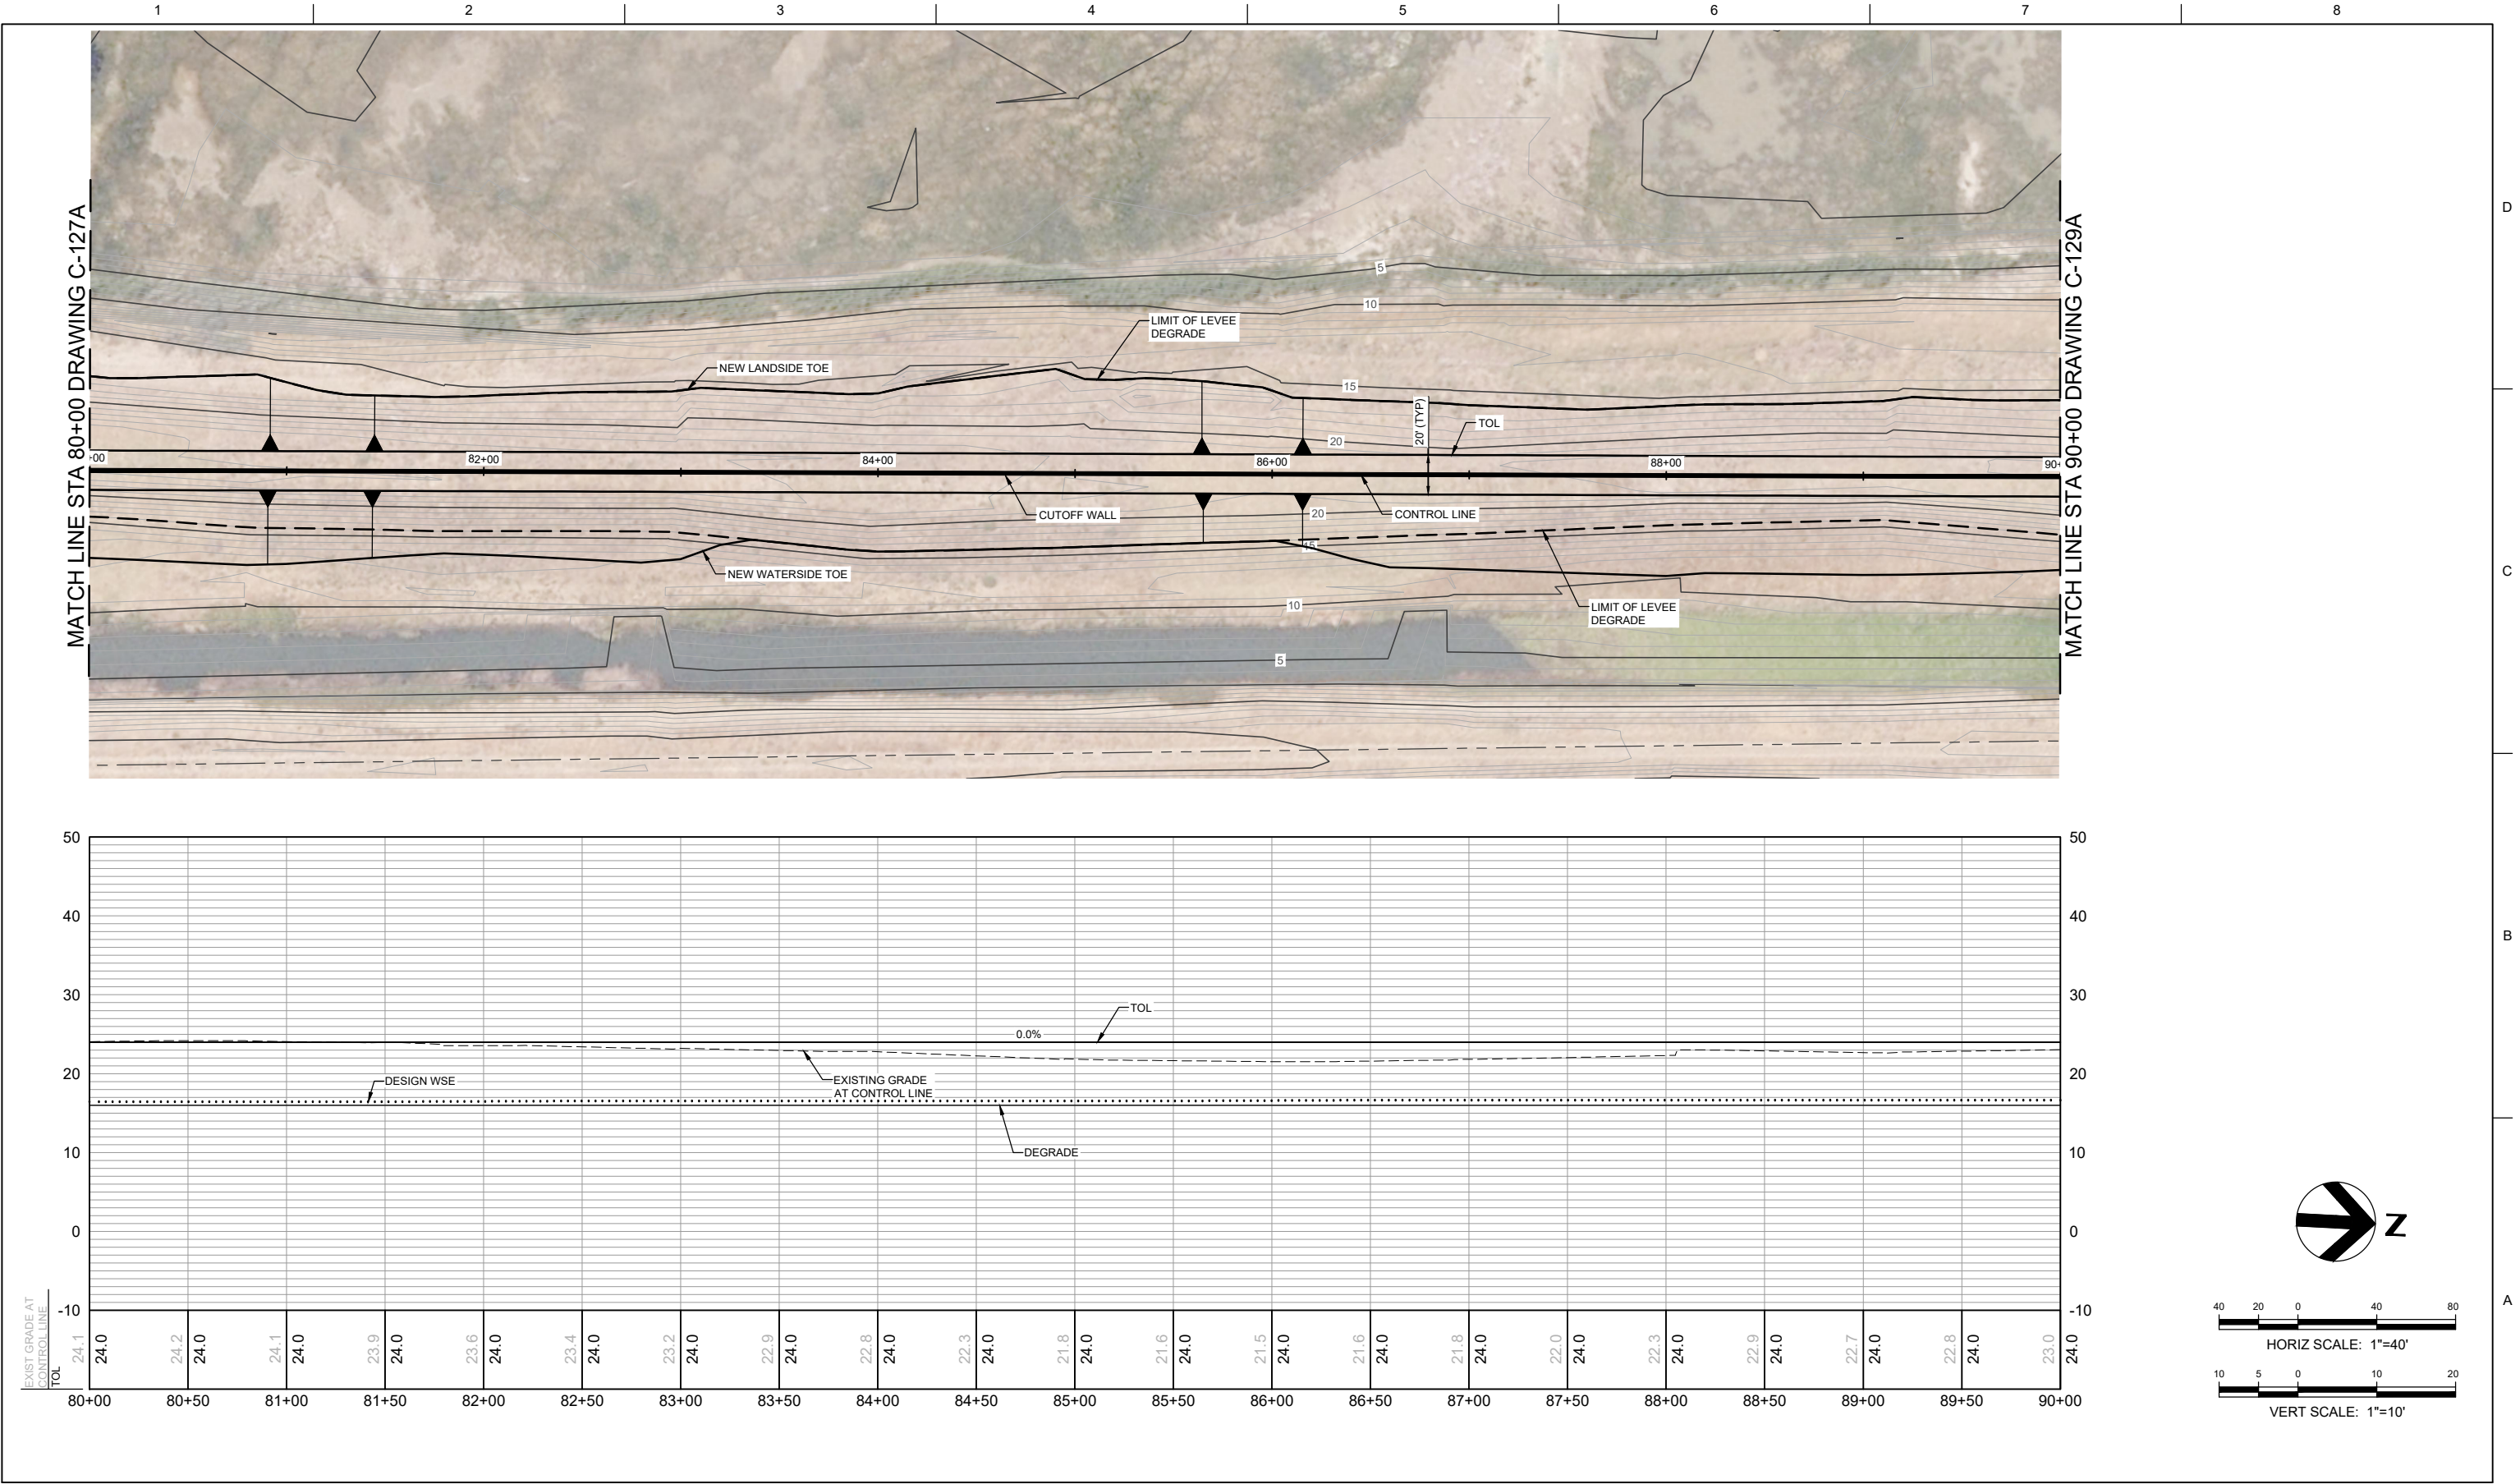 1 2 3 4 5 6 7 8
D
C
B
A
MATCH LINE STA 80+00 DRAWING C-127A
MATCH LINE STA 90+00 DRAWING C-129A
5
10
LIMIT OF LEVEE
DEGRADE
NEW LANDSIDE TOE
15
20' (TYP)
TOL
20
+00 82+00 84+00 86+00 88+00 90+
CUTOFF WALL
20
CONTROL LINE
15
NEW WATERSIDE TOE
10
LIMIT OF LEVEE
DEGRADE
5
50 50
40 40
30 30
TOL
0.0%
20 20
DESIGN WSE
EXISTING GRADE
AT CONTROL LINE
10 10
DEGRADE
0 0
-10 -10
EXIST GRADE AT
CONTROL LINE
TOL
24.1 24.2 24.1 23.9 23.6 23.4 23.2 22.9 22.8 22.3 21.8 21.6 21.5 21.6 21.8 22.0 22.3 22.9 22.7 22.8 23.0
24.0 24.0 24.0 24.0 24.0 24.0 24.0 24.0 24.0 24.0 24.0 24.0 24.0 24.0 24.0 24.0 24.0 24.0 24.0 24.0 24.0
80+00 80+50 81+00 81+50 82+00 82+50 83+00 83+50 84+00 84+50 85+00 85+50 86+00 86+50 87+00 87+50 88+00 88+50 89+00 89+50 90+00
Z
40 20 0 40 80
HORIZ SCALE: 1"=40'
10 5 0 10 20
VERT SCALE: 1"=10'